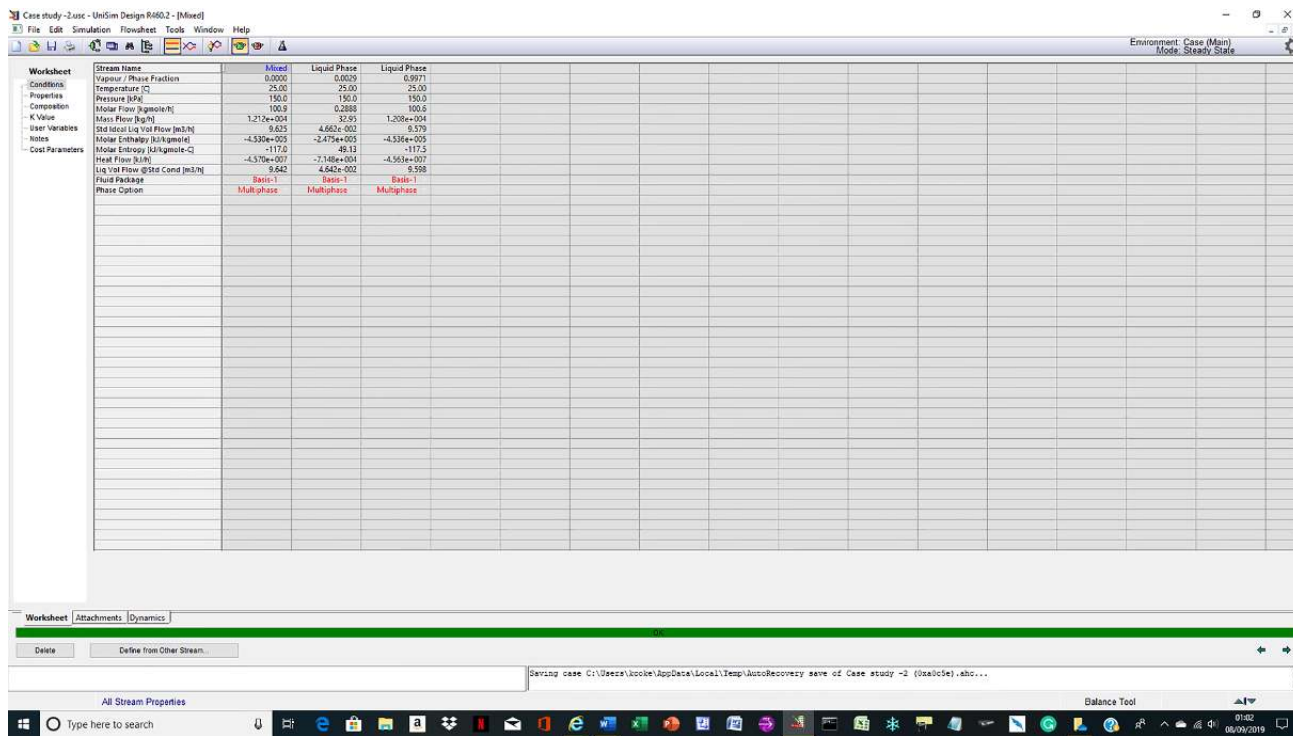 Case study -2.usc - UniSim Design R460.2 - [Mixed]
File Edit Simulation Flowsheet Tools Window Help
Environment: Case (Main)
Mode: Steady State
Worksheet
Conditions
Properties
Composition
K Value
User Variables
Notes
Cost Parameters
Stream Name Mixed Liquid Phase Liquid Phase
Vapour / Phase Fraction 0.0000 0.0029 0.9971
Temperature [C] 25.00 25.00 25.00
Pressure [kPa] 150.0 150.0 150.0
Molar Flow [kgmole/h] 100.9 0.2888 100.6
Mass Flow [kg/h] 1.212e+004 32.95 1.208e+004
Std Ideal Liq Vol Flow [m3/h] 9.625 4.662e-002 9.579
Molar Enthalpy [kJ/kgmole] -4.530e+005 -2.475e+005 -4.536e+005
Molar Entropy [kJ/kgmole-C] -117.0 49.13 -117.5
Heat Flow [kJ/h] -4.570e+007 -7.148e+004 -4.563e+007
Liq Vol Flow @Std Cond [m3/h] 9.642 4.642e-002 9.598
Fluid Package Basis-1 Basis-1 Basis-1
Phase Option Multiphase Multiphase Multiphase
Worksheet Attachments Dynamics
OK
Delete Define from Other Stream...
Saving case C:\Users\kcoke\AppData\Local\Temp\AutoRecovery save of Case study -2 (0xa0c5e).ahc...
All Stream Properties Balance Tool
Type here to search
01:02
08/09/2019